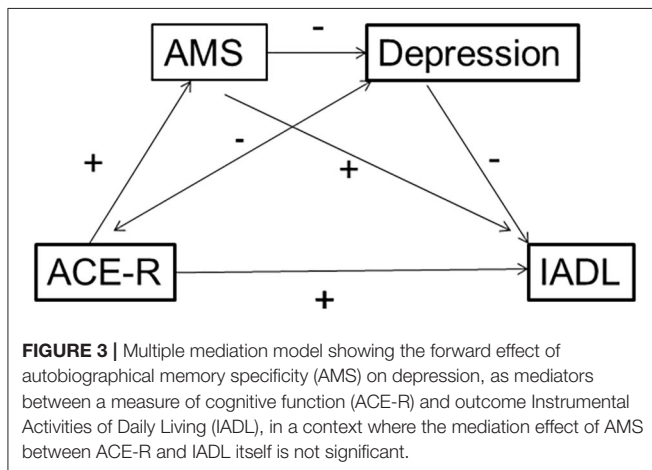 AMS - Depression
+ - + -
ACE-R + IADL
FIGURE 3 | Multiple mediation model showing the forward effect of
autobiographical memory specificity (AMS) on depression, as mediators
between a measure of cognitive function (ACE-R) and outcome Instrumental
Activities of Daily Living (IADL), in a context where the mediation effect of AMS
between ACE-R and IADL itself is not significant.